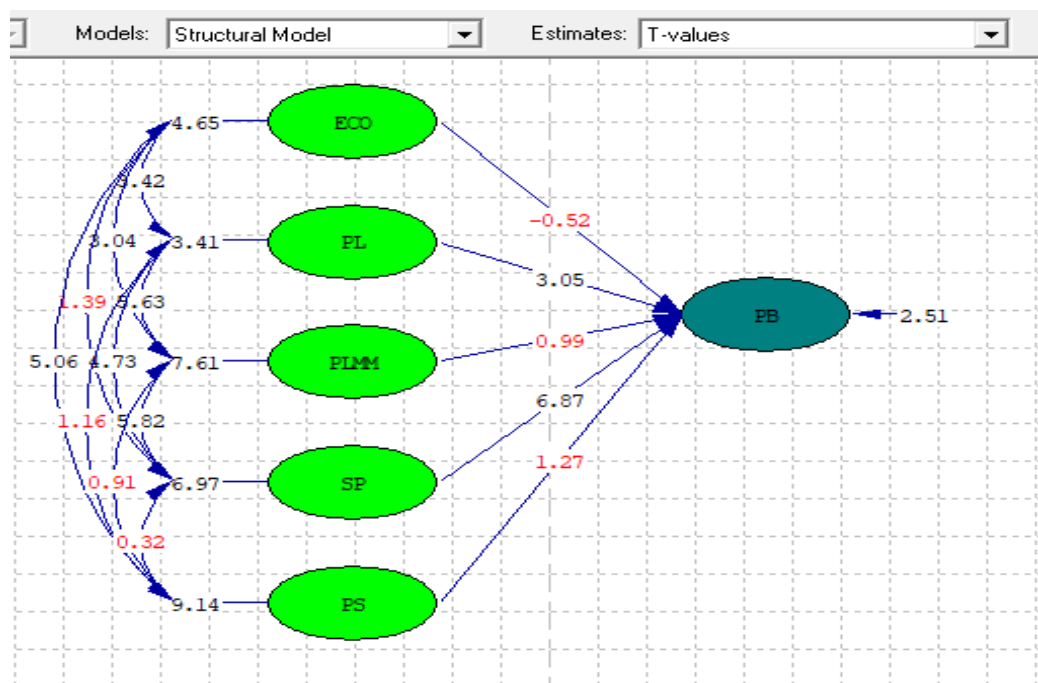 Models: Structural Model Estimates: T-values
4.65 ECO
3.42
-0.52
3.04 3.41 PL
3.05
1.39
PB 2.51
0.99
5.06 4.73 7.61 PLMM
6.87
1.16 5.82
1.27
0.91 6.97 SP
0.32
9.14 PS